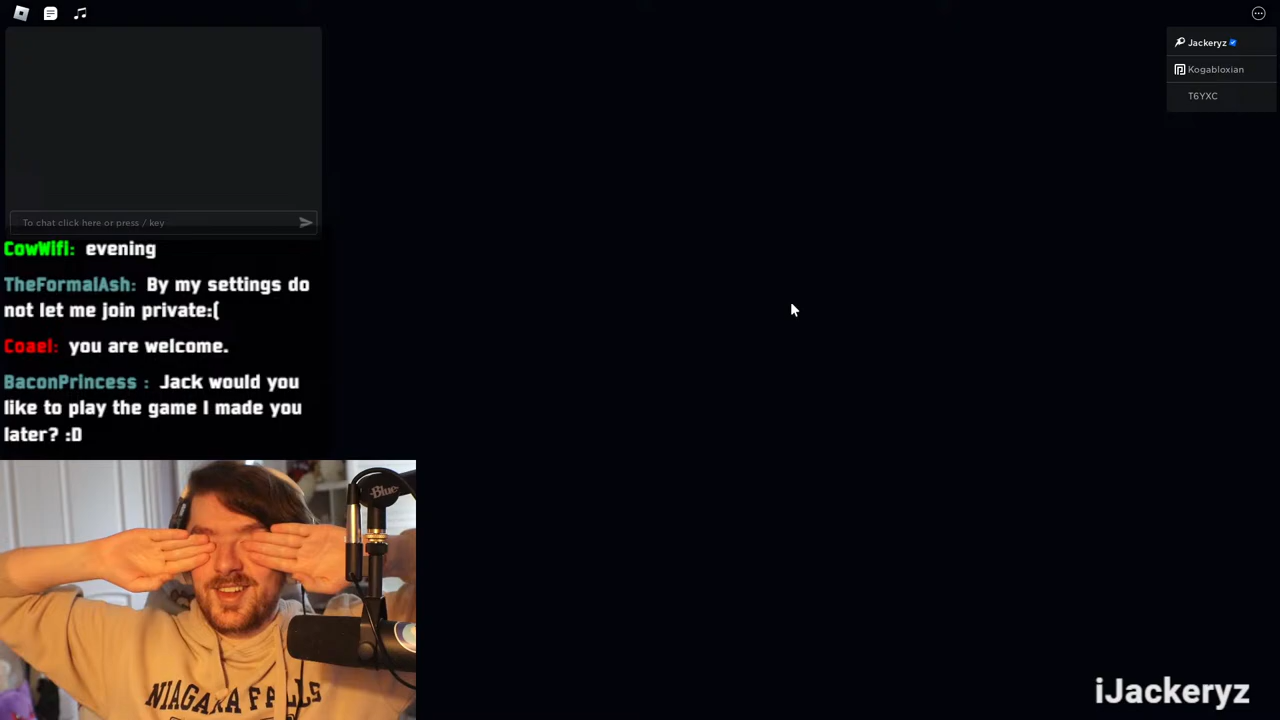 Jackeryz
Kogabloxian
T6YXC
To chat click here or press / key
CowWifi: evening
TheFormalAsh: By my settings do
not let me join private:(
Coael: you are welcome.
BaconPrincess : Jack would you
like to play the game I made you
later? :D
Blue
NIAGARA FALLS
iJackeryz